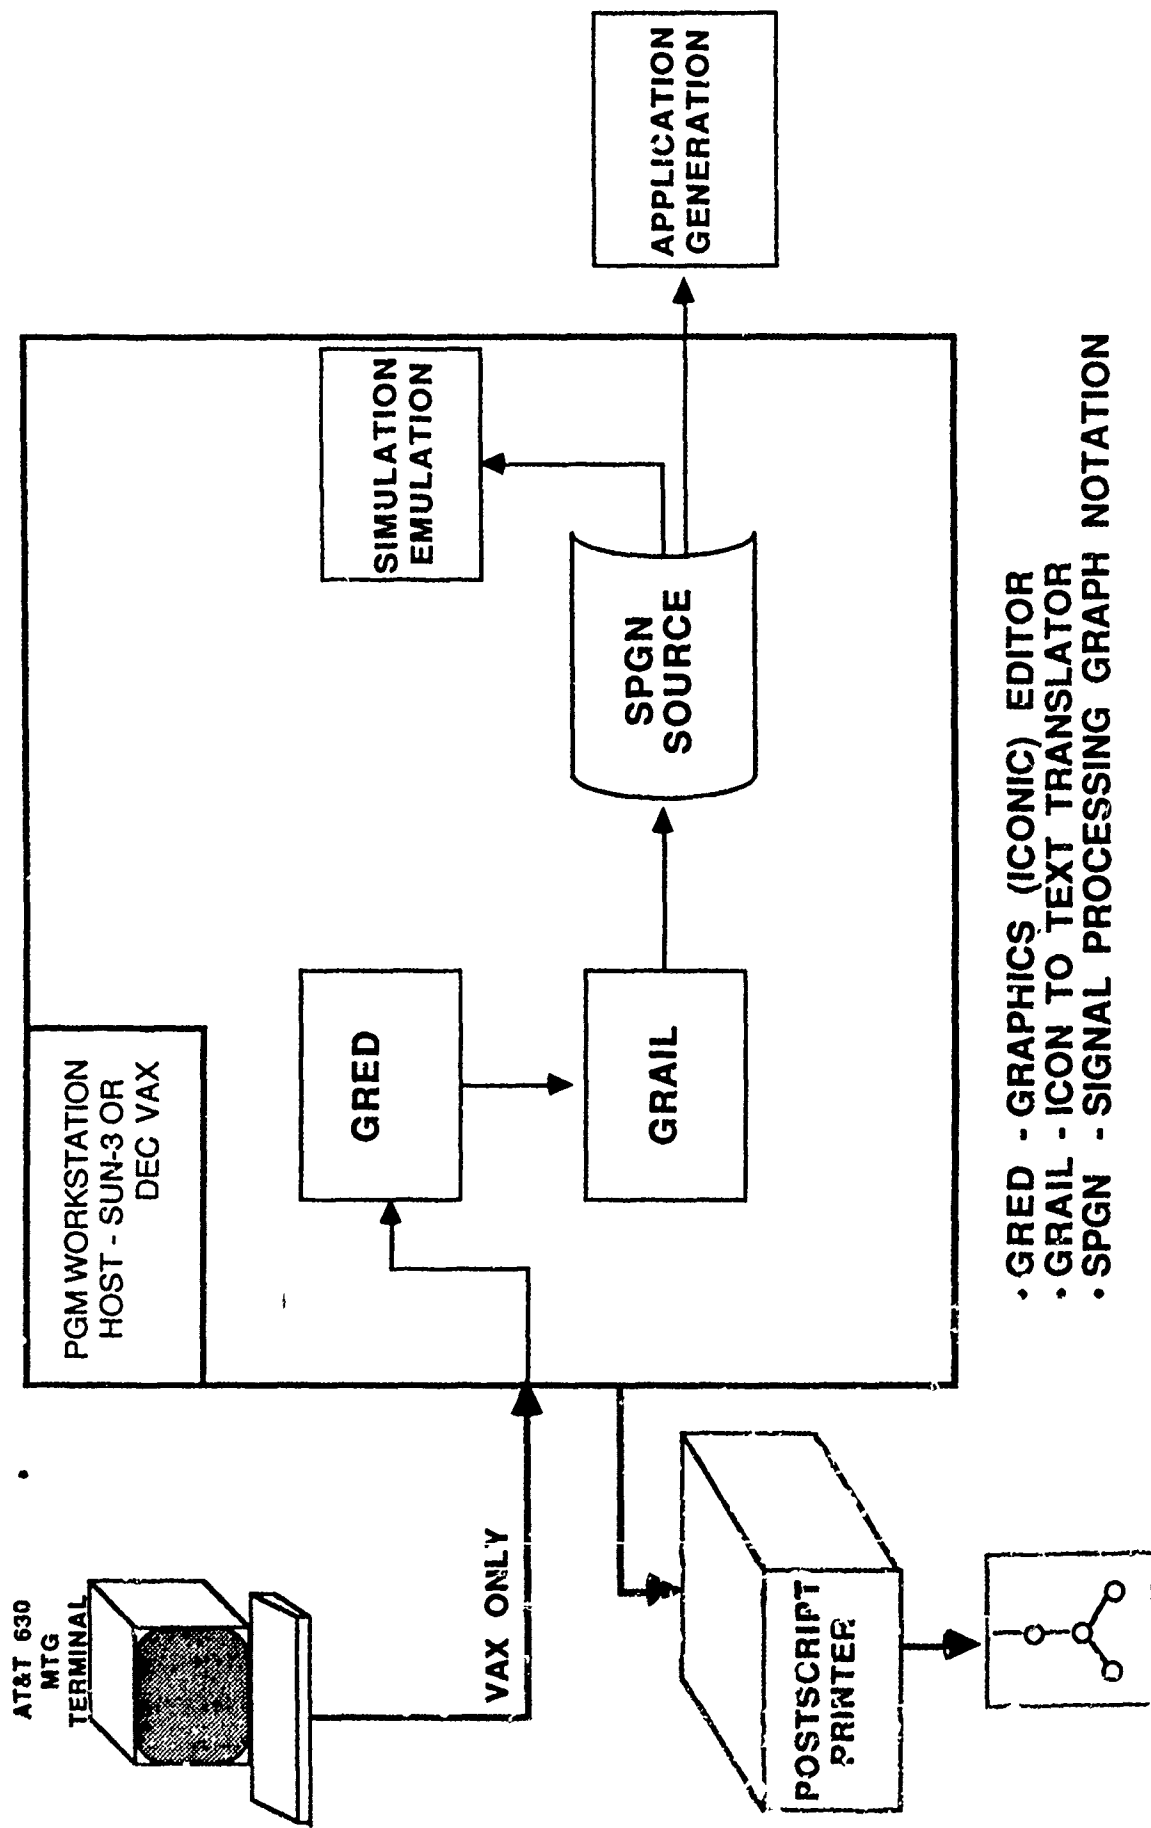 AT&T 630
MTG
TERMINAL
VAX ONLY
POSTSCRIPT
PRINTER
PGM WORKSTATION
HOST - SUN-3 OR
DEC VAX
GRED
GRAIL
SPGN
SOURCE
SIMULATION
EMULATION
APPLICATION
GENERATION
• GRED - GRAPHICS (ICONIC) EDITOR
• GRAIL - ICON TO TEXT TRANSLATOR
• SPGN - SIGNAL PROCESSING GRAPH NOTATION